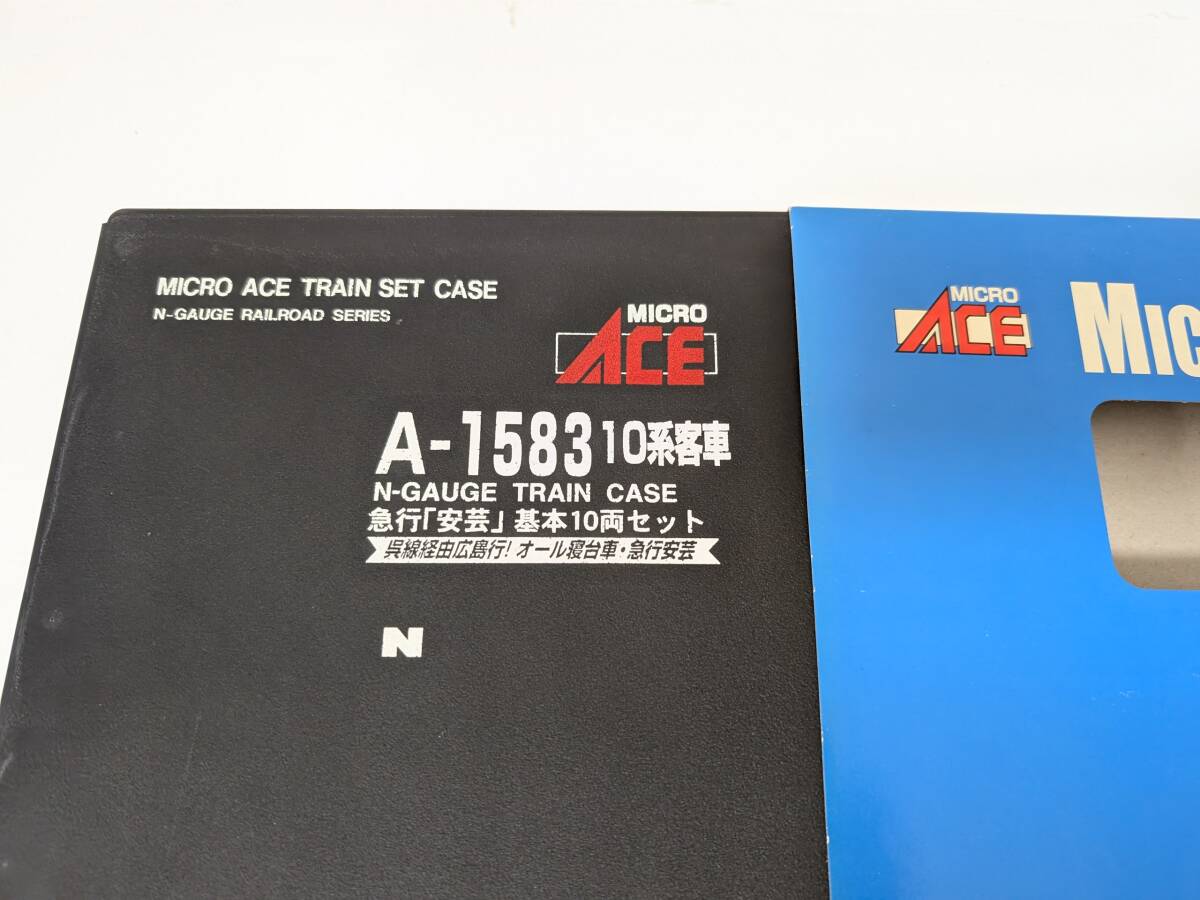 MICRO ACE TRAIN SET CASE
N-GAUGE RAILROAD SERIES
MICRO
ACE
A-1583 10系客車
N-GAUGE TRAIN CASE
急行「安芸」基本10両セット
呉線経由広島行! オール寝台車・急行安芸
N
MICRO
ACE
MIC